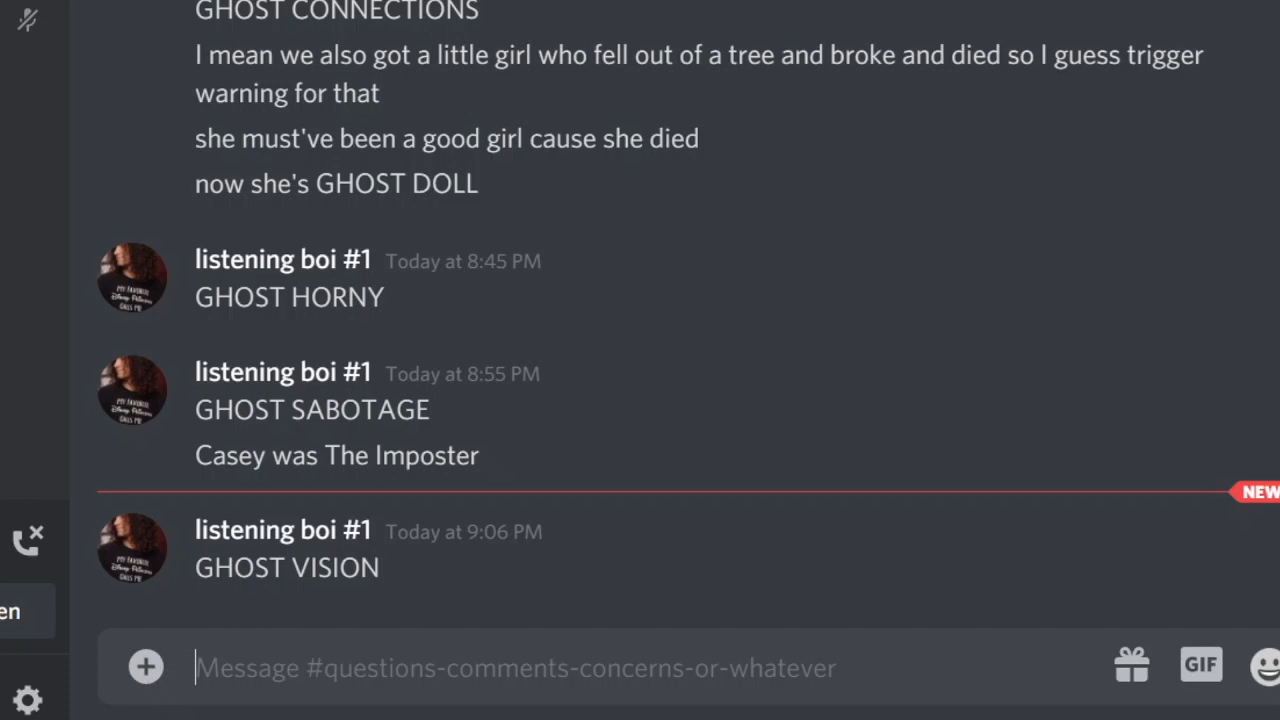 GHOST CONNECTIONS
I mean we also got a little girl who fell out of a tree and broke and died so I guess trigger
warning for that
she must've been a good girl cause she died
now she's GHOST DOLL
listening boi #1 Today at 8:45 PM
GHOST HORNY
listening boi #1 Today at 8:55 PM
GHOST SABOTAGE
Casey was The Imposter
NEW
listening boi #1 Today at 9:06 PM
GHOST VISION
en
Message #questions-comments-concerns-or-whatever
GIF